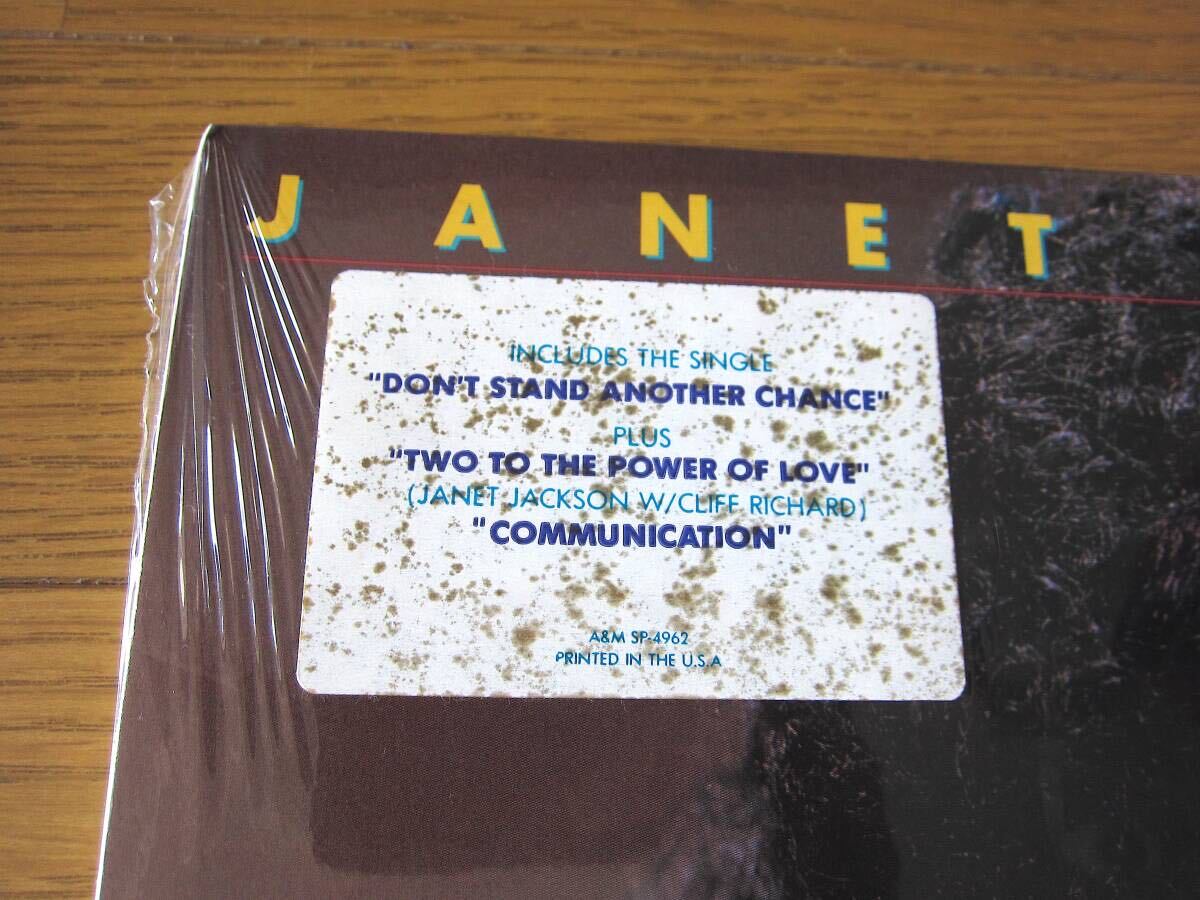 JANET
INCLUDES THE SINGLE
"DON'T STAND ANOTHER CHANCE"
PLUS
"TWO TO THE POWER OF LOVE"
(JANET JACKSON W/CLIFF RICHARD)
"COMMUNICATION"
A&M SP-4962
PRINTED IN THE U.S.A